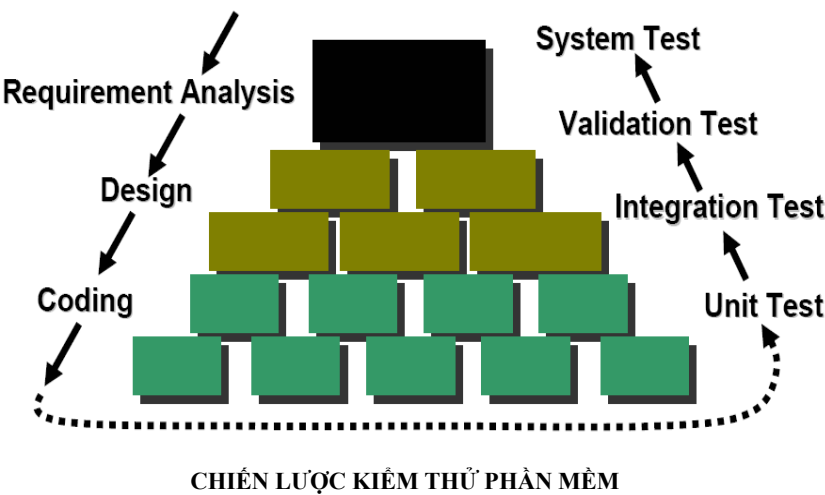 System Test
Requirement Analysis
Validation Test
Design
Integration Test
Coding
Unit Test
CHIẾN LƯỢC KIỂM THỬ PHẦN MỀM